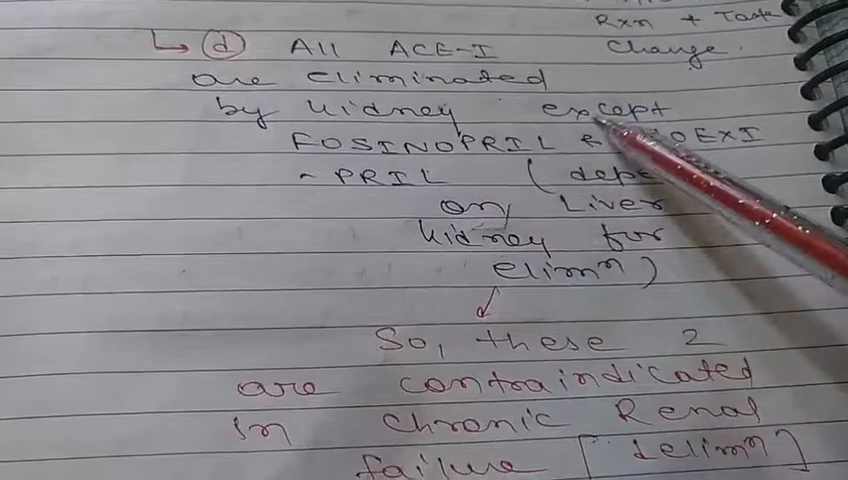 Rxn + Taste
Change.
↳ (d) All ACE-I
are eliminated
by kidney except
FOSINOPRIL & MOEXI
- PRIL (depe
on Liver
kidney for
elimn)
So, these 2
are contraindicated
in chronic Renal
failure [↓elimn]